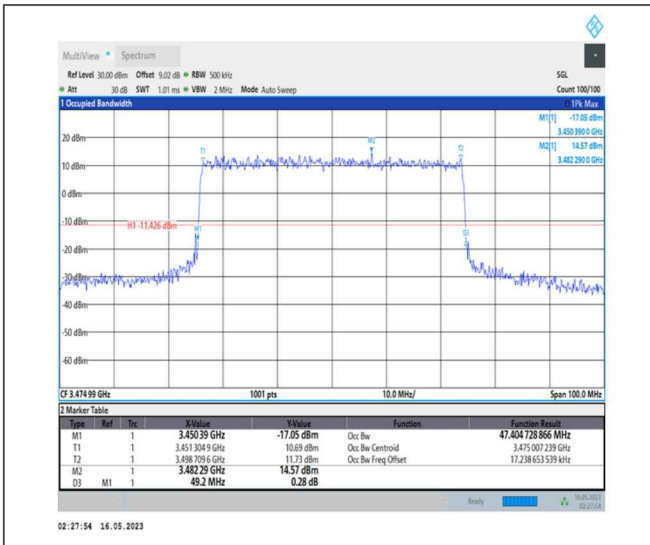 MultiView Spectrum
Ref Level 30.00 dBm Offset 9.02 dB RBW 500 kHz SGL
Att 30 dB SWT 1.01 ms VBW 2 MHz Mode Auto Sweep Count 100/100
1 Occupied Bandwidth 1Pk Max
M1[1] -17.05 dBm
3.450 390 0 GHz
M2[1] 14.57 dBm
3.482 290 0 GHz
20 dBm
M2
T1
T2
10 dBm
0 dBm
-10 dBm
H1 -11.426 dBm
M1
D3
-30 dBm
-40 dBm
-50 dBm
-60 dBm
CF 3.474 99 GHz 1001 pts 10.0 MHz/ Span 100.0 MHz
2 Marker Table
Type Ref Trc X-Value Y-Value Function Function Result
M1 1 3.450 39 GHz -17.05 dBm Occ Bw 47.404 728 866 MHz
T1 1 3.451 304 9 GHz 10.69 dBm Occ Bw Centroid 3.475 007 239 GHz
T2 1 3.498 709 6 GHz 11.73 dBm Occ Bw Freq Offset 17.238 653 539 kHz
M2 1 3.482 29 GHz 14.57 dBm
D3 M1 1 49.2 MHz 0.28 dB
Ready 16.05.2023
02:27:54
02:27:54 16.05.2023